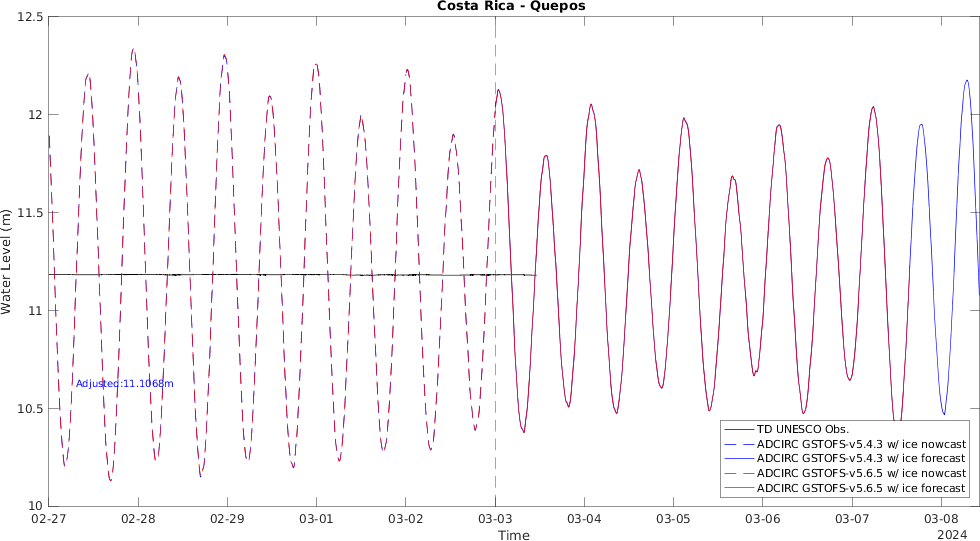 Costa Rica - Quepos
12.5
12
11.5
11
10.5
10
Water Level (m)
Adjusted:11.1068m
TD UNESCO Obs.
ADCIRC GSTOFS-v5.4.3 w/ ice nowcast
ADCIRC GSTOFS-v5.4.3 w/ ice forecast
ADCIRC GSTOFS-v5.6.5 w/ ice nowcast
ADCIRC GSTOFS-v5.6.5 w/ ice forecast
02-27 02-28 02-29 03-01 03-02 03-03 03-04 03-05 03-06 03-07 03-08
Time 2024